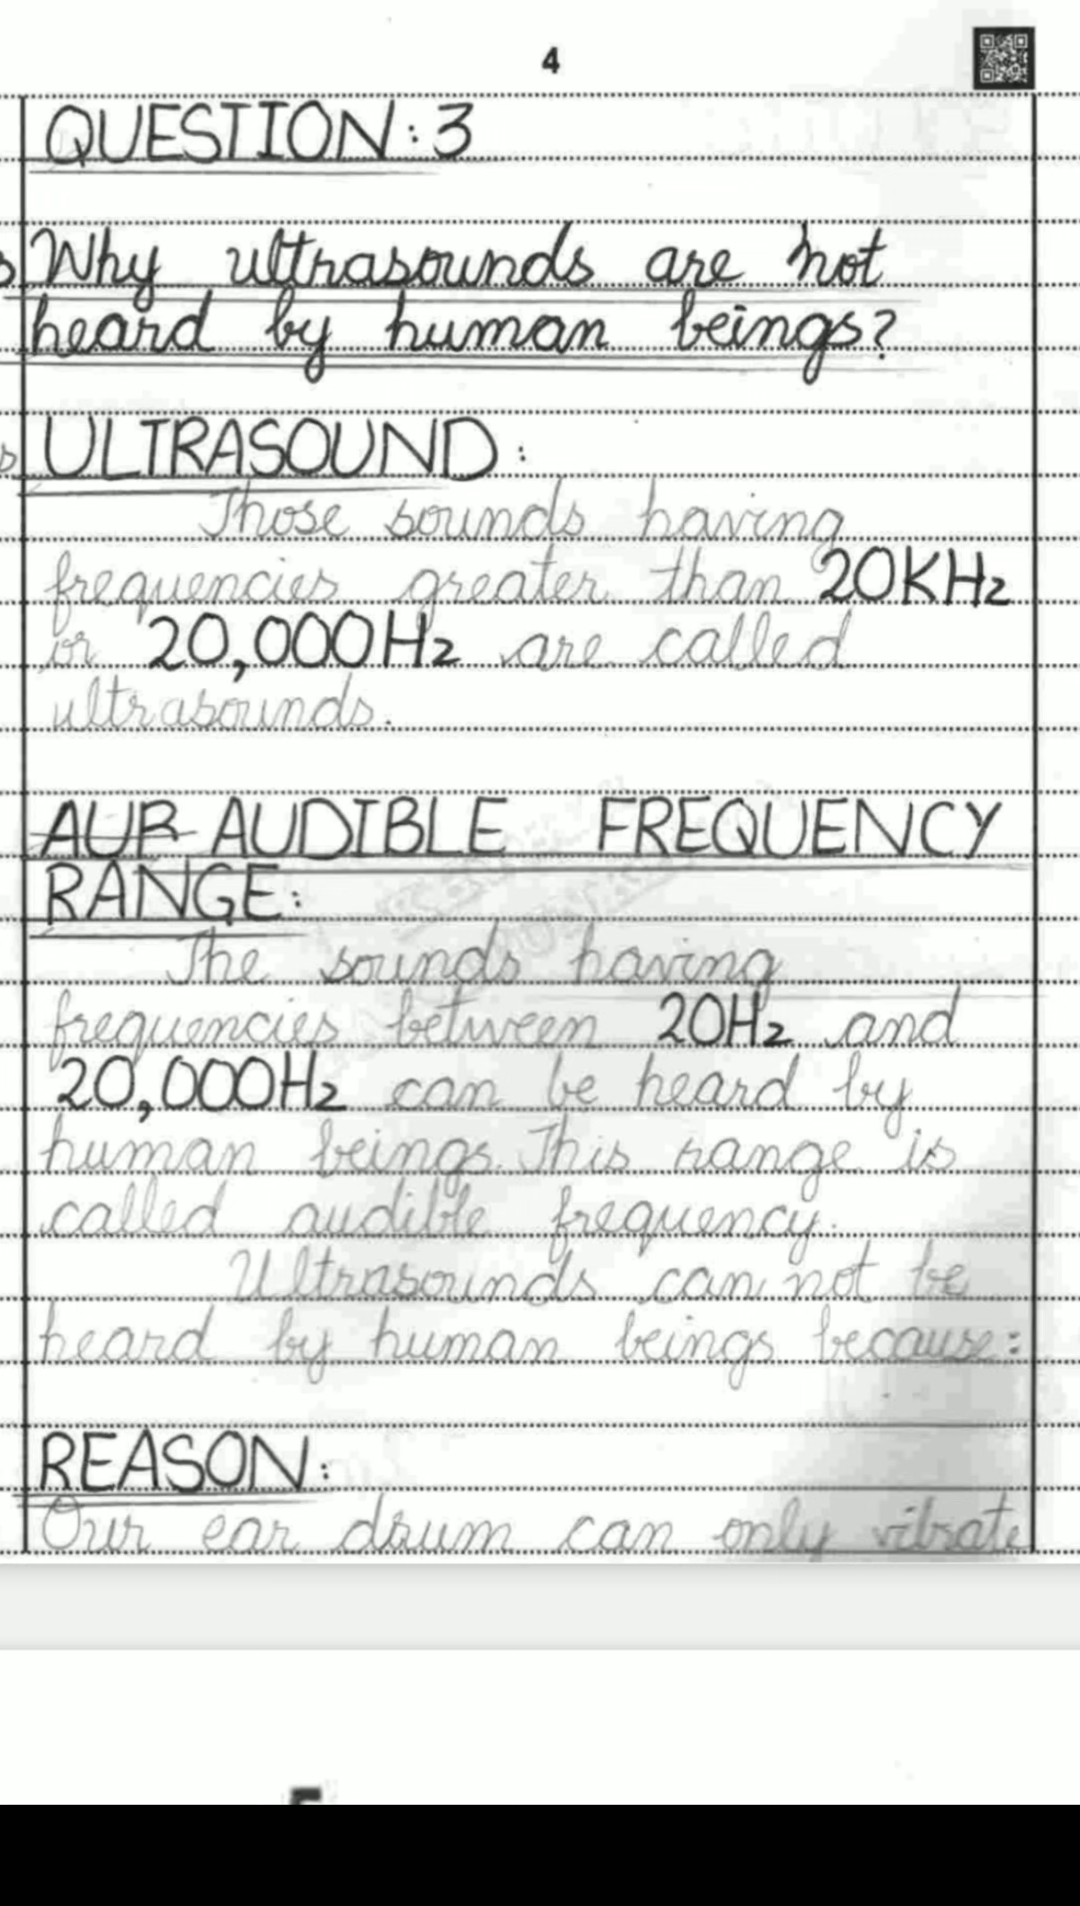 4
QUESTION:3
Why ultrasounds are not
heard by human beings?
ULTRASOUND:
Those sounds having
frequencies greater than 20KHz
or 20,000Hz are called
ultrasounds.
AUB AUDIBLE FREQUENCY
RANGE:
The sounds having
frequencies between 20Hz and
20,000Hz can be heard by
human beings. This range is
called audible frequency.
Ultrasounds can not be
heard by human beings because:
REASON:
Our ear drum can only vibrate